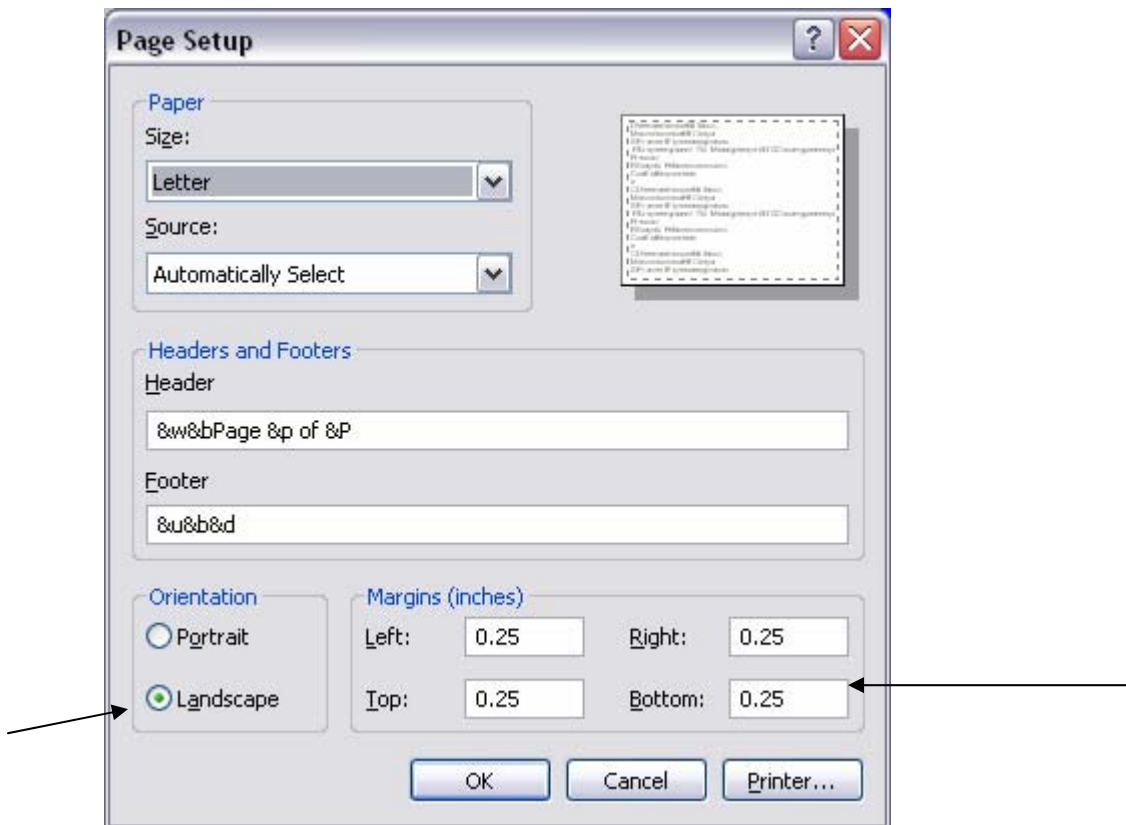 Page Setup
Paper
Size:
Letter
Source:
Automatically Select
Headers and Footers
Header
&w&bPage &p of &P
Footer
&u&b&d
Orientation
Portrait
Landscape
Margins (inches)
Left: 0.25 Right: 0.25
Top: 0.25 Bottom: 0.25
OK Cancel Printer...